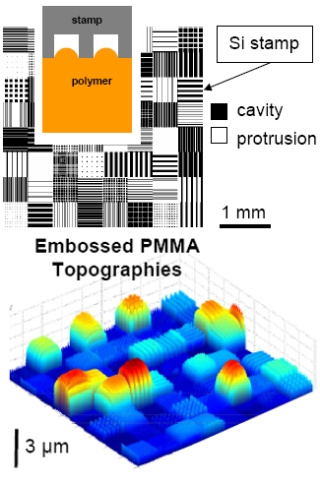 stamp
Si stamp
polymer
cavity
protrusion
1 mm
Embossed PMMA
Topographies
3 µm